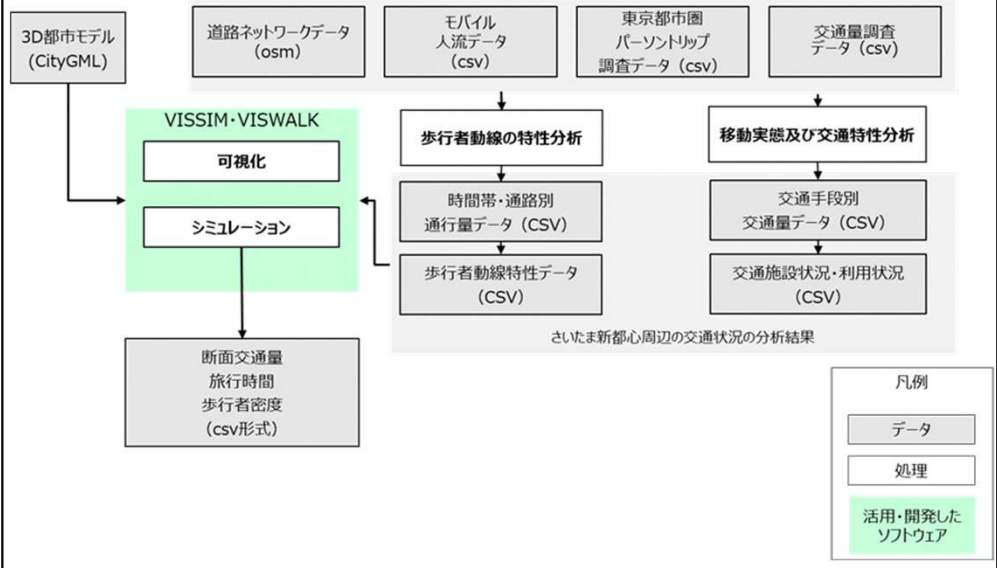 3D都市モデル
(CityGML)
道路ネットワークデータ
(osm)
モバイル
人流データ
(csv)
東京都市圏
パーソントリップ
調査データ（csv）
交通量調査
データ（csv）
VISSIM・VISWALK
可視化
シミュレーション
歩行者動線の特性分析
移動実態及び交通特性分析
時間帯・通路別
通行量データ（CSV）
交通手段別
交通量データ（CSV）
歩行者動線特性データ
(CSV)
交通施設状況・利用状況
(CSV)
さいたま新都心周辺の交通状況の分析結果
断面交通量
旅行時間
歩行者密度
(csv形式)
凡例
データ
処理
活用・開発した
ソフトウェア